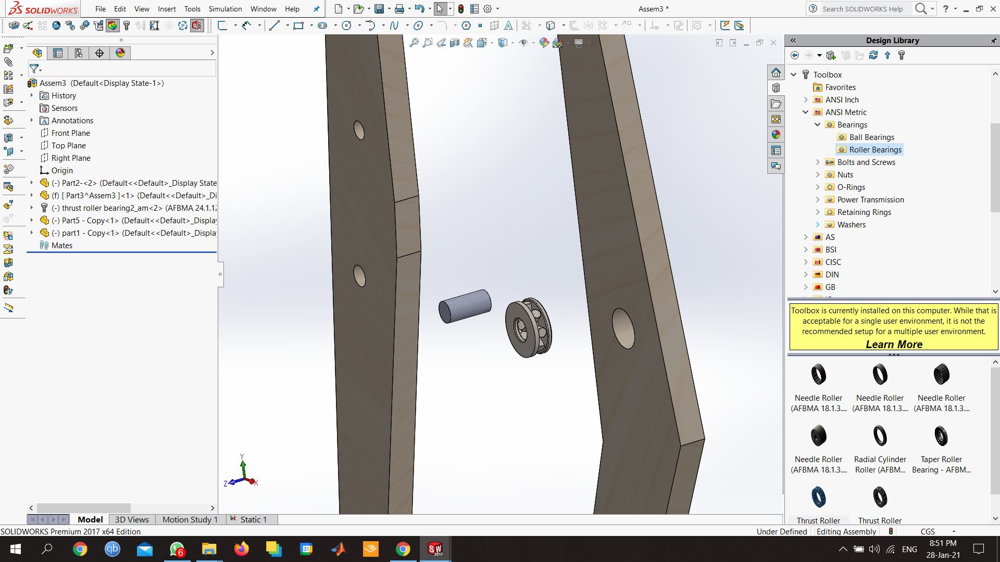 SOLIDWORKS
File Edit View Insert Tools Simulation Window Help
Assem3 *
Search SOLIDWORKS Help
Design Library
Assem3 (Default<Display State-1>)
History
Sensors
Annotations
Front Plane
Top Plane
Right Plane
Origin
(-) Part2-<2> (Default<<Default>_Display State
(f) [ Part3^Assem3 ]<1> (Default<<Default>_Di
(-) thrust roller bearing2_am<2> (AFBMA 24.1.12
(-) Part5 - Copy<1> (Default<<Default>_Display
(-) part1 - Copy<1> (Default<<Default>_Displa
Mates
Toolbox
Favorites
ANSI Inch
ANSI Metric
Bearings
Ball Bearings
Roller Bearings
Bolts and Screws
Nuts
O-Rings
Power Transmission
Retaining Rings
Washers
AS
BSI
CISC
DIN
GB
Toolbox is currently installed on this computer. While that is
acceptable for a single user environment, it is not the
recommended setup for a multiple user environment.
Learn More
Needle Roller Needle Roller Needle Roller
(AFBMA 18.1.3.... (AFBMA 18.1.3.... (AFBMA 18.1.3....
Needle Roller Radial Cylinder Taper Roller
(AFBMA 18.1.3.... Roller (AFBM... Bearing - AFBM...
Thrust Roller Thrust Roller
Y
Z
X
Model 3D Views Motion Study 1 Static 1
SOLIDWORKS Premium 2017 x64 Edition
Under Defined Editing Assembly CGS
qb
6
31
SW
2017
ENG
8:51 PM
28-Jan-21